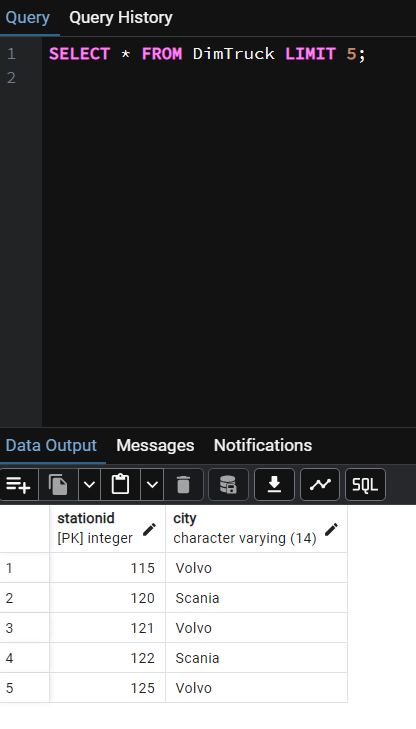 Query Query History
1 SELECT * FROM DimTruck LIMIT 5;
2
Data Output Messages Notifications
SQL
stationid city
[PK] integer character varying (14)
1 115 Volvo
2 120 Scania
3 121 Volvo
4 122 Scania
5 125 Volvo